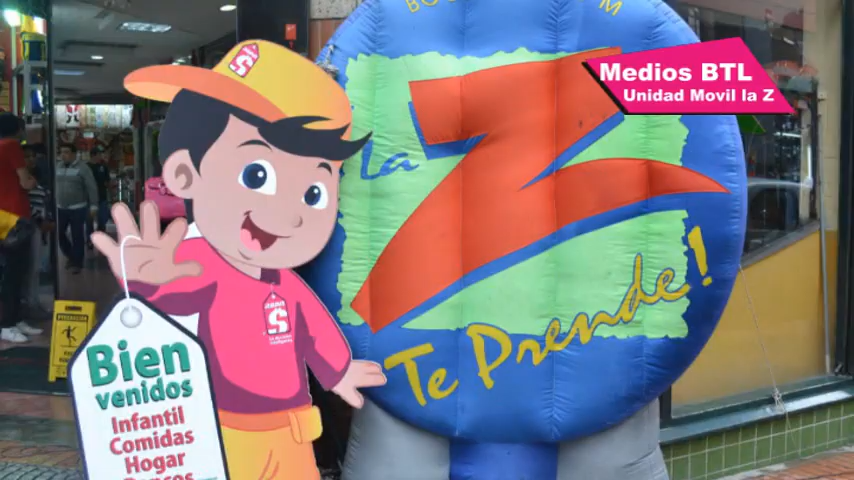 Medios BTL
Unidad Movil la Z
La Z
Te Prende!
S
S
Bien
venidos
Infantil
Comidas
Hogar